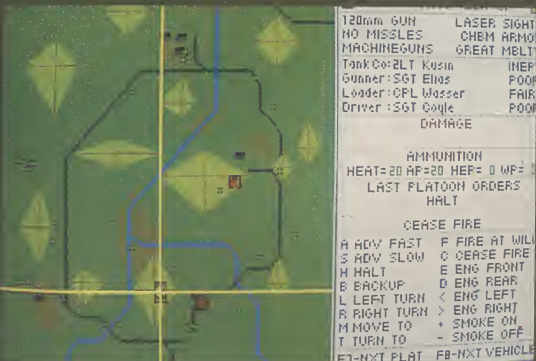 120mm GUN LASER SIGHT
NO MISSLES CHBM ARMO
MACHINEGUNS GREAT MBLT
Tank Co:2LT Kusin INEP
Gunner:SGT Elias POOR
Loader:CPL Wasser FAIR
Driver:SGT Coyle POOR
DAMAGE
AMMUNITION
HEAT=20 AP=20 HEP= 0 WP=
LAST PLATOON ORDERS
HALT
CEASE FIRE
A ADV FAST F FIRE AT WILL
S ADV SLOW C CEASE FIRE
H HALT E ENG FRONT
B BACKUP D ENG REAR
L LEFT TURN < ENG LEFT
R RIGHT TURN > ENG RIGHT
M MOVE TO + SMOKE ON
T TURN TO - SMOKE OFF
F7-NXT PLAT F8-NXT VEHICLE